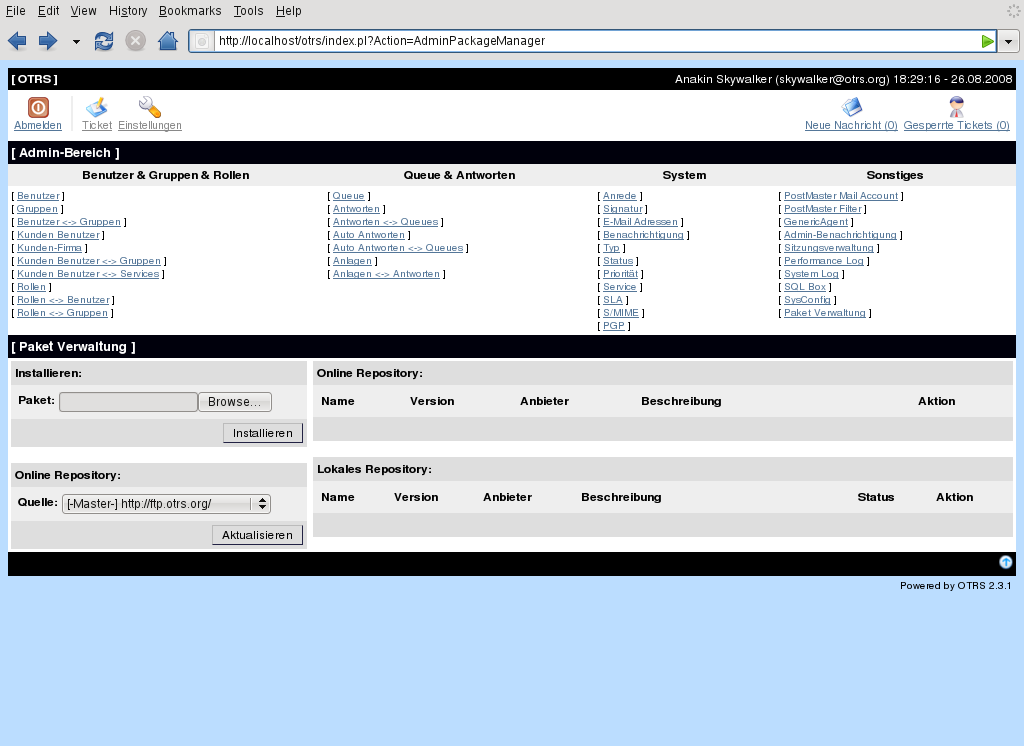 File Edit View History Bookmarks Tools Help
http://localhost/otrs/index.pl?Action=AdminPackageManager
[ OTRS ] Anakin Skywalker (skywalker@otrs.org) 18:29:16 - 26.08.2008
Abmelden Ticket Einstellungen Neue Nachricht (0) Gesperrte Tickets (0)
[ Admin-Bereich ]
Benutzer & Gruppen & Rollen Queue & Antworten System Sonstiges
[ Benutzer ] [ Queue ] [ Anrede ] [ PostMaster Mail Account ]
[ Gruppen ] [ Antworten ] [ Signatur ] [ PostMaster Filter ]
[ Benutzer <-> Gruppen ] [ Antworten <-> Queues ] [ E-Mail Adressen ] [ GenericAgent ]
[ Kunden Benutzer ] [ Auto Antworten ] [ Benachrichtigung ] [ Admin-Benachrichtigung ]
[ Kunden-Firma ] [ Auto Antworten <-> Queues ] [ Typ ] [ Sitzungsverwaltung ]
[ Kunden Benutzer <-> Gruppen ] [ Anlagen ] [ Status ] [ Performance Log ]
[ Kunden Benutzer <-> Services ] [ Anlagen <-> Antworten ] [ Priorität ] [ System Log ]
[ Rollen ] [ Service ] [ SQL Box ]
[ Rollen <-> Benutzer ] [ SLA ] [ SysConfig ]
[ Rollen <-> Gruppen ] [ S/MIME ] [ Paket Verwaltung ]
[ PGP ]
[ Paket Verwaltung ]
Installieren:
Paket: Browse...
Installieren
Online Repository:
Quelle: [-Master-] http://ftp.otrs.org/
Aktualisieren
Online Repository:
Name Version Anbieter Beschreibung Aktion
Lokales Repository:
Name Version Anbieter Beschreibung Status Aktion
Powered by OTRS 2.3.1